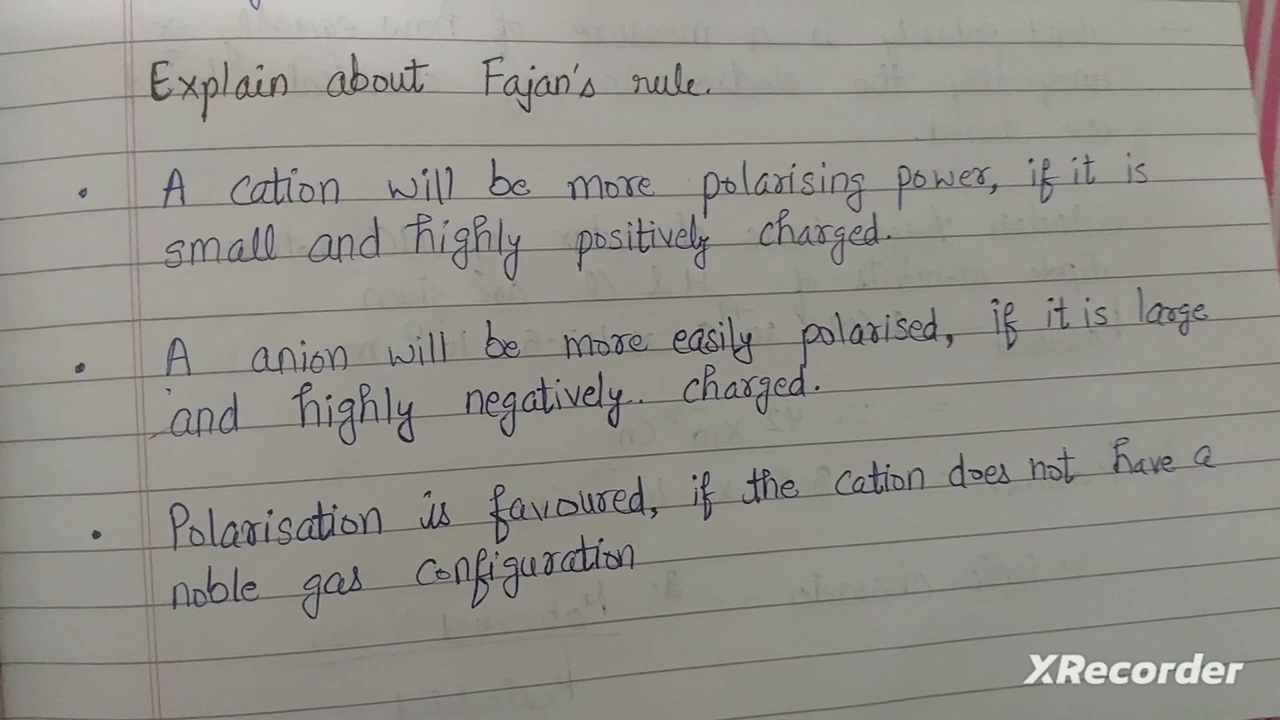 Explain about Fajan's rule.
• A cation will be more polarising power, if it is
small and highly positively charged.
• A anion will be more easily polarised, if it is large
and highly negatively. charged.
• Polarisation is favoured, if the cation does not have a
noble gas configuration
XRecorder